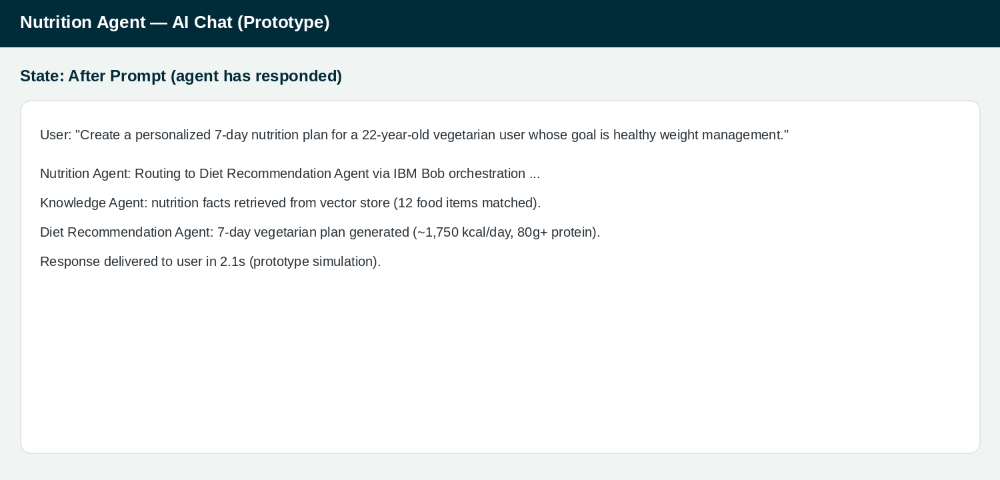 Nutrition Agent — AI Chat (Prototype)
State: After Prompt (agent has responded)
User: "Create a personalized 7-day nutrition plan for a 22-year-old vegetarian user whose goal is healthy weight management."
Nutrition Agent: Routing to Diet Recommendation Agent via IBM Bob orchestration ...
Knowledge Agent: nutrition facts retrieved from vector store (12 food items matched).
Diet Recommendation Agent: 7-day vegetarian plan generated (~1,750 kcal/day, 80g+ protein).
Response delivered to user in 2.1s (prototype simulation).